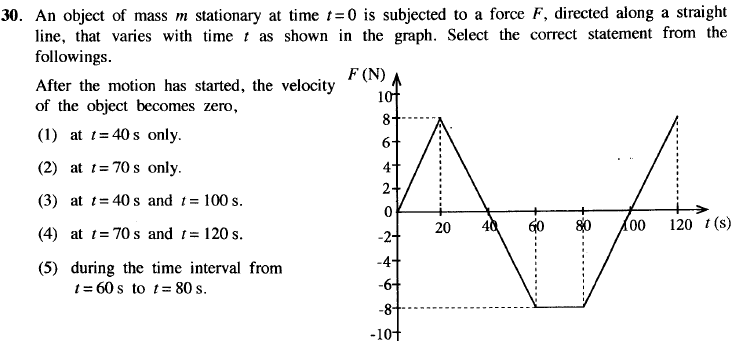 30. An object of mass m stationary at time t = 0 is subjected to a force F, directed along a straight
line, that varies with time t as shown in the graph. Select the correct statement from the
followings.
After the motion has started, the velocity
of the object becomes zero,
(1) at t = 40 s only.
(2) at t = 70 s only.
(3) at t = 40 s and t = 100 s.
(4) at t = 70 s and t = 120 s.
(5) during the time interval from
t = 60 s to t = 80 s.
F (N)
10
8
6
4
2
0
-2
-4
-6
-8
-10
20 40 60 80 100 120 t (s)